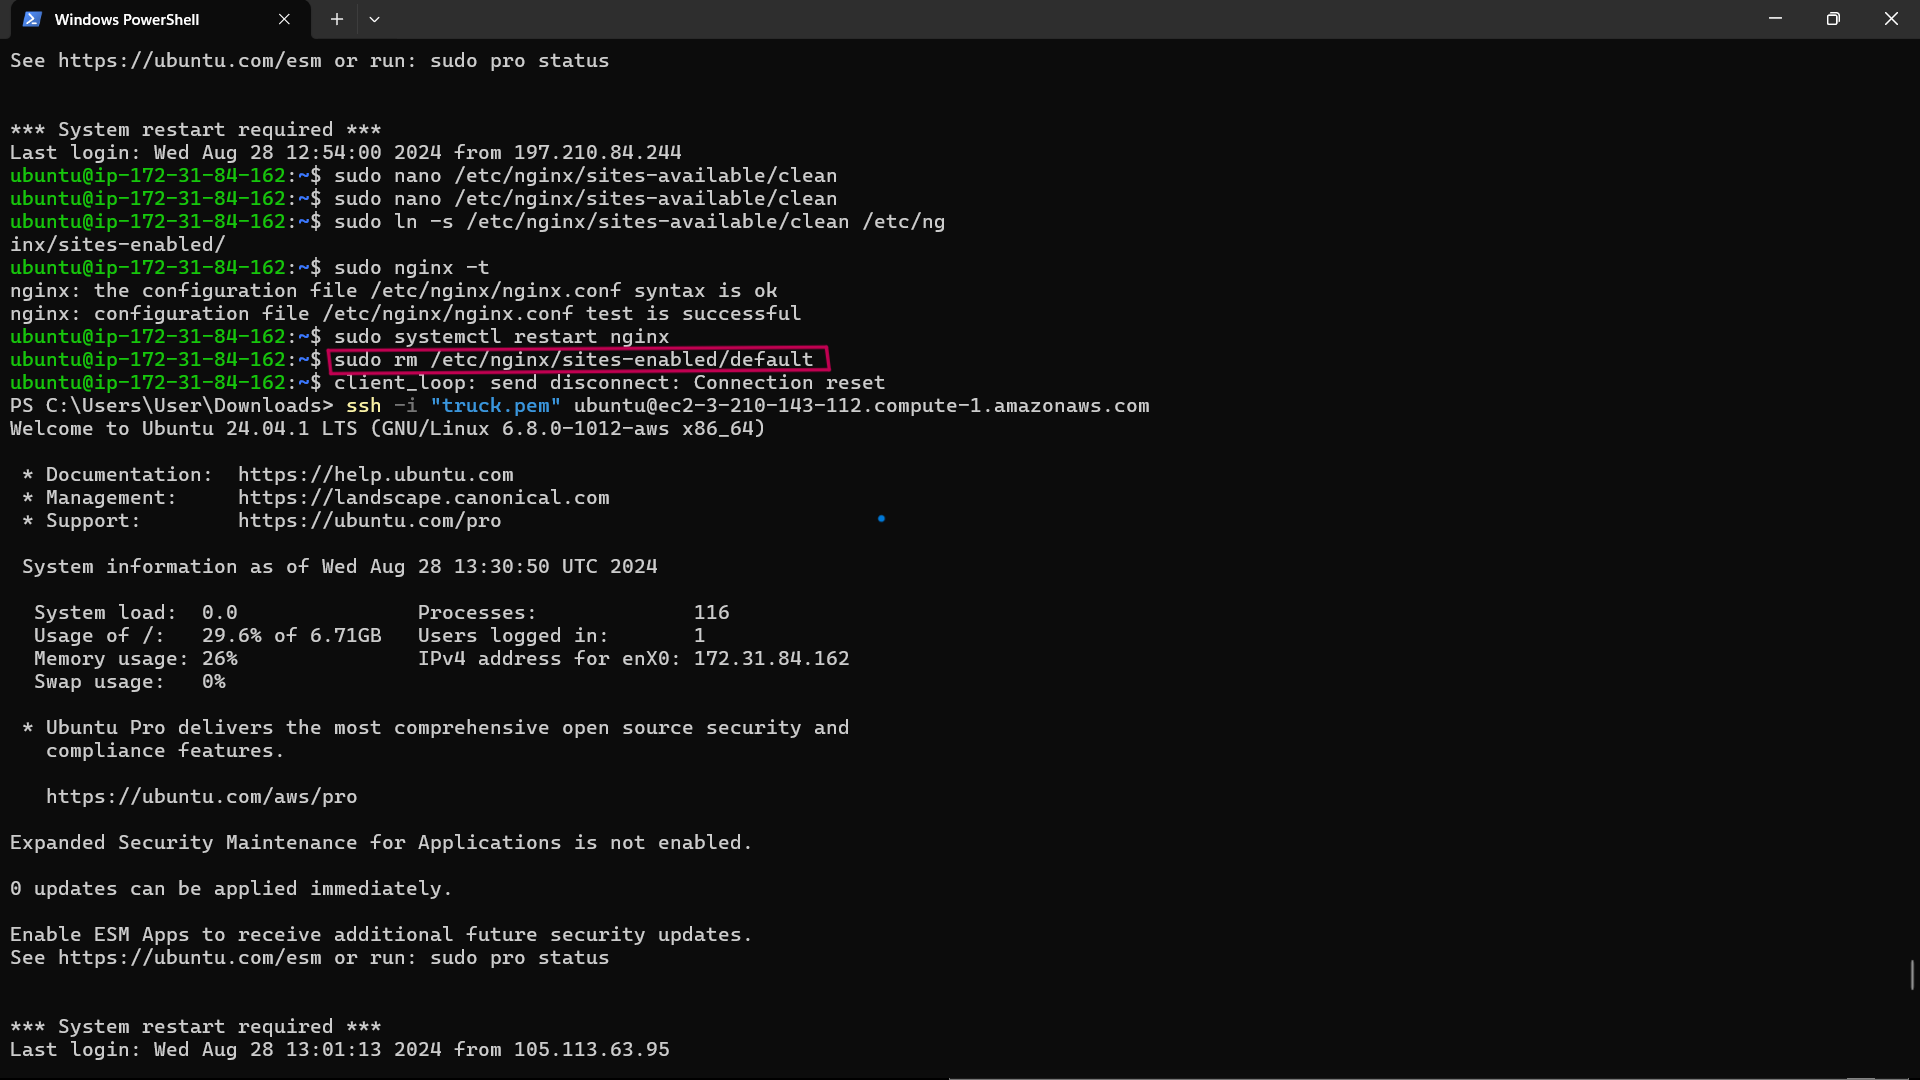 Windows PowerShell
See https://ubuntu.com/esm or run: sudo pro status
*** System restart required ***
Last login: Wed Aug 28 12:54:00 2024 from 197.210.84.244
ubuntu@ip-172-31-84-162:~$ sudo nano /etc/nginx/sites-available/clean
ubuntu@ip-172-31-84-162:~$ sudo nano /etc/nginx/sites-available/clean
ubuntu@ip-172-31-84-162:~$ sudo ln -s /etc/nginx/sites-available/clean /etc/ng
inx/sites-enabled/
ubuntu@ip-172-31-84-162:~$ sudo nginx -t
nginx: the configuration file /etc/nginx/nginx.conf syntax is ok
nginx: configuration file /etc/nginx/nginx.conf test is successful
ubuntu@ip-172-31-84-162:~$ sudo systemctl restart nginx
ubuntu@ip-172-31-84-162:~$ sudo rm /etc/nginx/sites-enabled/default
ubuntu@ip-172-31-84-162:~$ client_loop: send disconnect: Connection reset
PS C:\Users\User\Downloads> ssh -i "truck.pem" ubuntu@ec2-3-210-143-112.compute-1.amazonaws.com
Welcome to Ubuntu 24.04.1 LTS (GNU/Linux 6.8.0-1012-aws x86_64)
* Documentation:  https://help.ubuntu.com
* Management:     https://landscape.canonical.com
* Support:        https://ubuntu.com/pro
System information as of Wed Aug 28 13:30:50 UTC 2024
System load:  0.0               Processes:             116
Usage of /:   29.6% of 6.71GB   Users logged in:       1
Memory usage: 26%               IPv4 address for enX0: 172.31.84.162
Swap usage:   0%
* Ubuntu Pro delivers the most comprehensive open source security and
compliance features.
https://ubuntu.com/aws/pro
Expanded Security Maintenance for Applications is not enabled.
0 updates can be applied immediately.
Enable ESM Apps to receive additional future security updates.
See https://ubuntu.com/esm or run: sudo pro status
*** System restart required ***
Last login: Wed Aug 28 13:01:13 2024 from 105.113.63.95